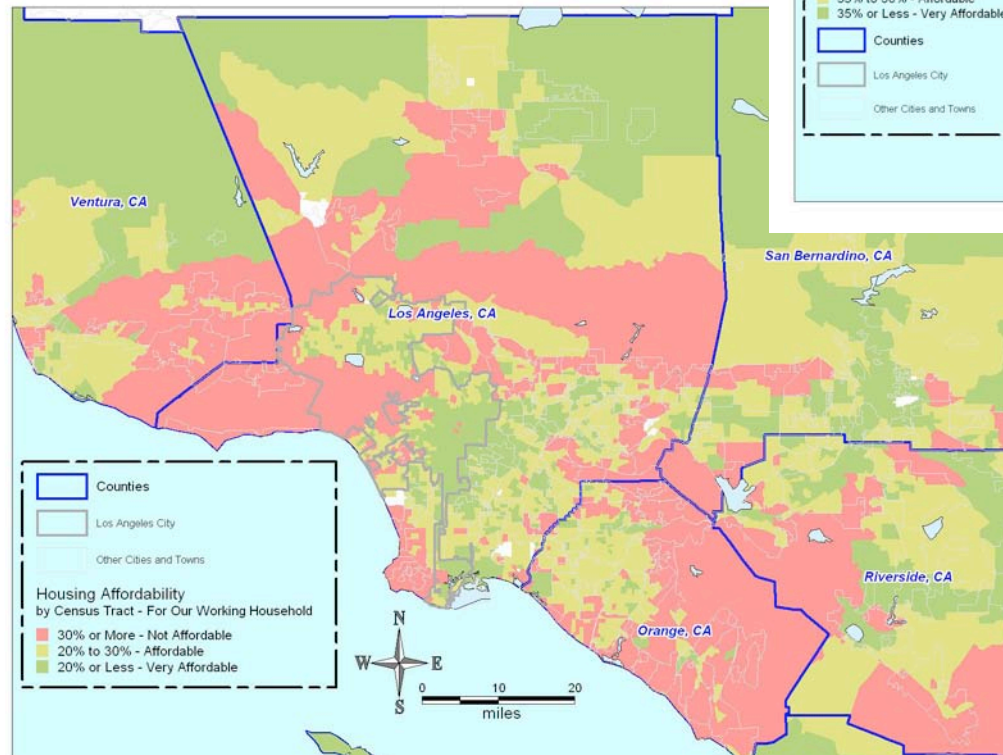 35% or Less - Very Affordable
Counties
Los Angeles City
Other Cities and Towns
Ventura, CA
San Bernardino, CA
Los Angeles, CA
Riverside, CA
Orange, CA
Counties
Los Angeles City
Other Cities and Towns
Housing Affordability
by Census Tract - For Our Working Household
30% or More - Not Affordable
20% to 30% - Affordable
20% or Less - Very Affordable
N
W E
S
0 10 20
miles